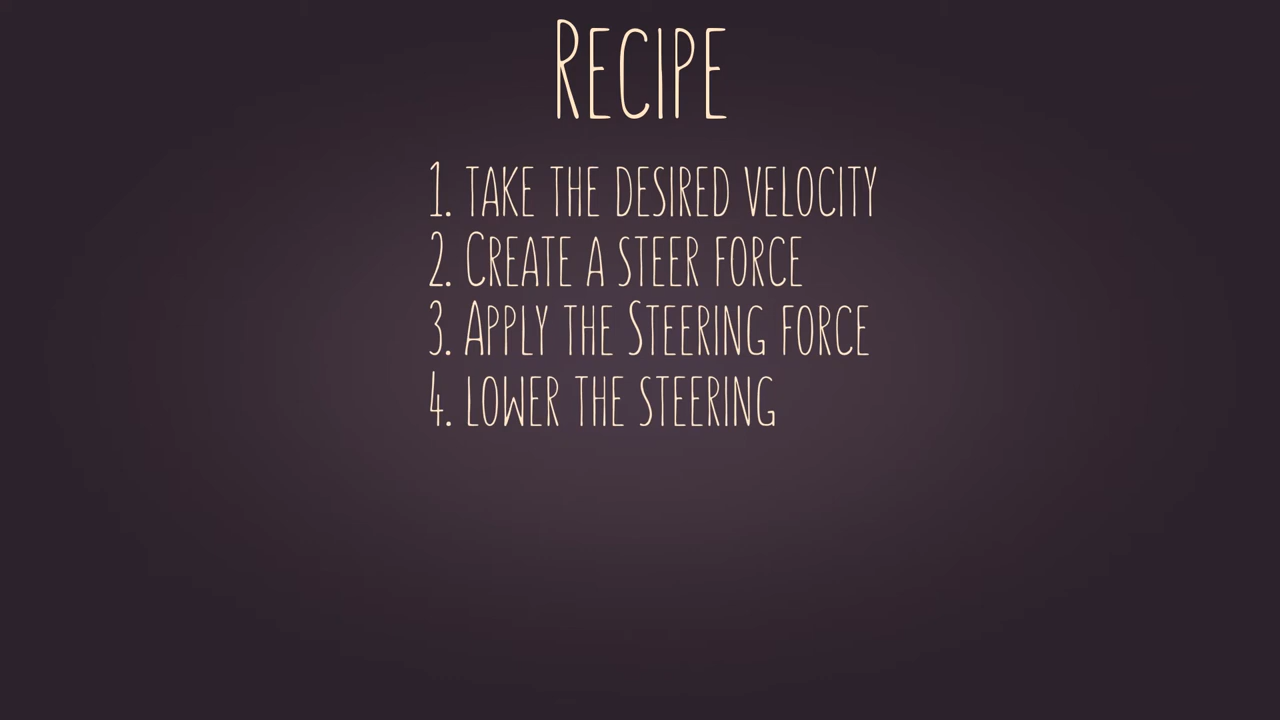 Recipe
1. Take the desired velocity
2. Create a steer force
3. Apply the Steering force
4. Lower the steering